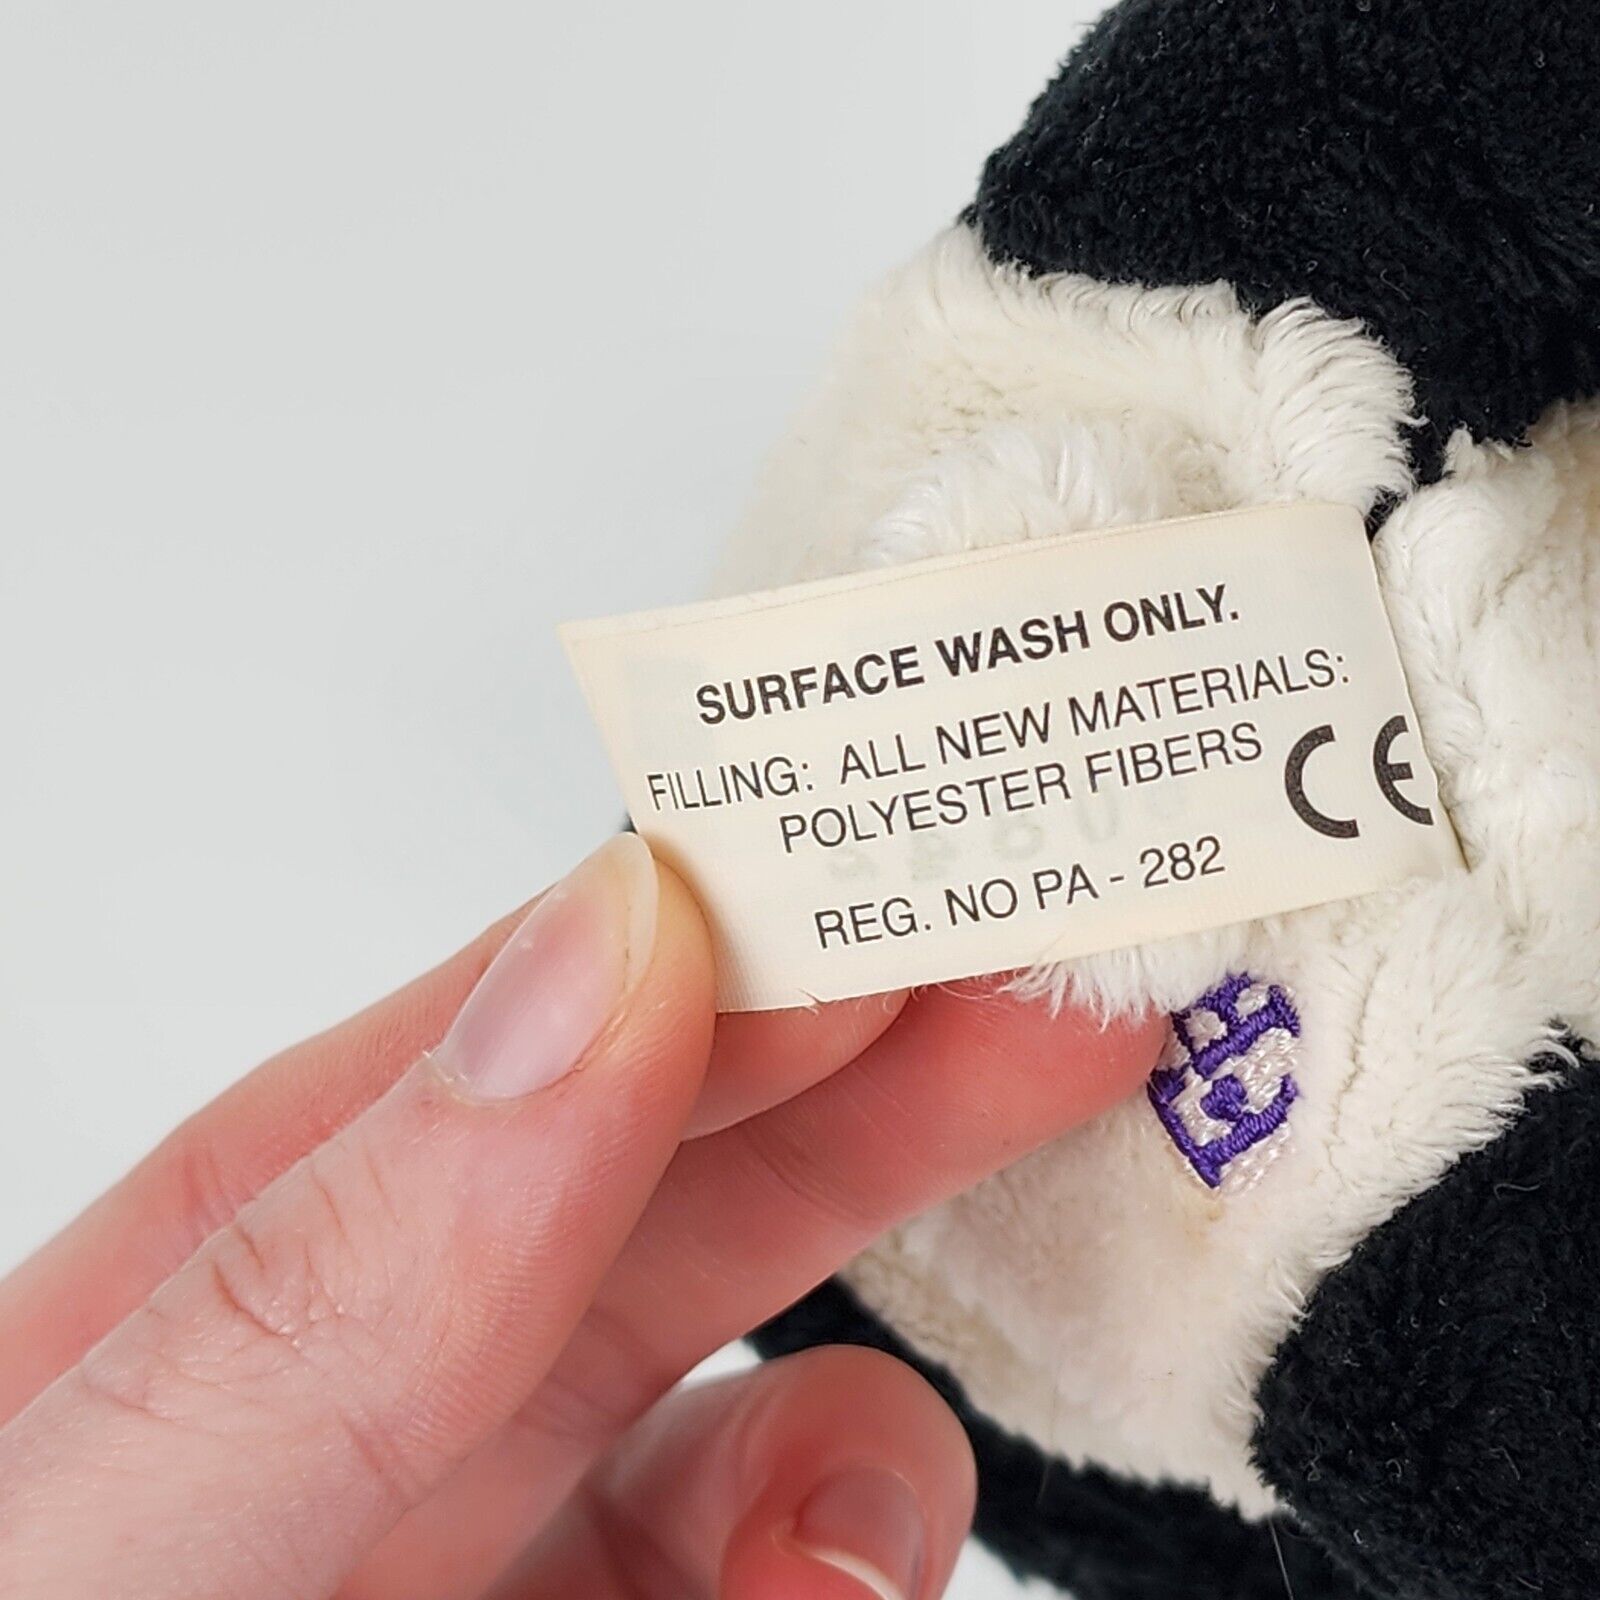 SURFACE WASH ONLY.
FILLING: ALL NEW MATERIALS:
POLYESTER FIBERS
CE
REG. NO PA - 282